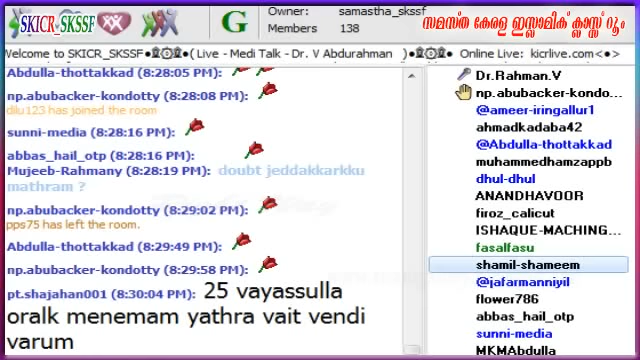 SKICR_SKSSF
G
Owner: samastha_skssf
Members 138
സമസ്ത കേരള ഇസ്ലാമിക് ക്ലാസ്സ് റൂം
Welcome to SKICR_SKSSF
( Live - Medi Talk - Dr. V Abdurahman )
Online Live: kicrlive.com<
Abdulla-thottakkad (8:28:05 PM):
np.abubacker-kondotty (8:28:08 PM):
dilu123 has joined the room
sunni-media (8:28:16 PM):
abbas_hail_otp (8:28:16 PM):
Mujeeb-Rahmany (8:28:19 PM): doubt jeddakkarkku
mathram ?
np.abubacker-kondotty (8:29:02 PM):
pps75 has left the room.
Abdulla-thottakkad (8:29:49 PM):
np.abubacker-kondotty (8:29:58 PM):
pt.shajahan001 (8:30:04 PM): 25 vayassulla
oralk menemam yathra vait vendi
varum
Dr.Rahman.V
np.abubacker-kondo...
@ameer-iringallur1
ahmadkadaba42
@Abdulla-thottakkad
muhammedhamzappb
dhul-dhul
ANANDHAVOOR
firoz_calicut
ISHAQUE-MACHING...
fasalfasu
shamil-shameem
@jafarmanniyil
flower786
abbas_hail_otp
sunni-media
MKMAbdulla